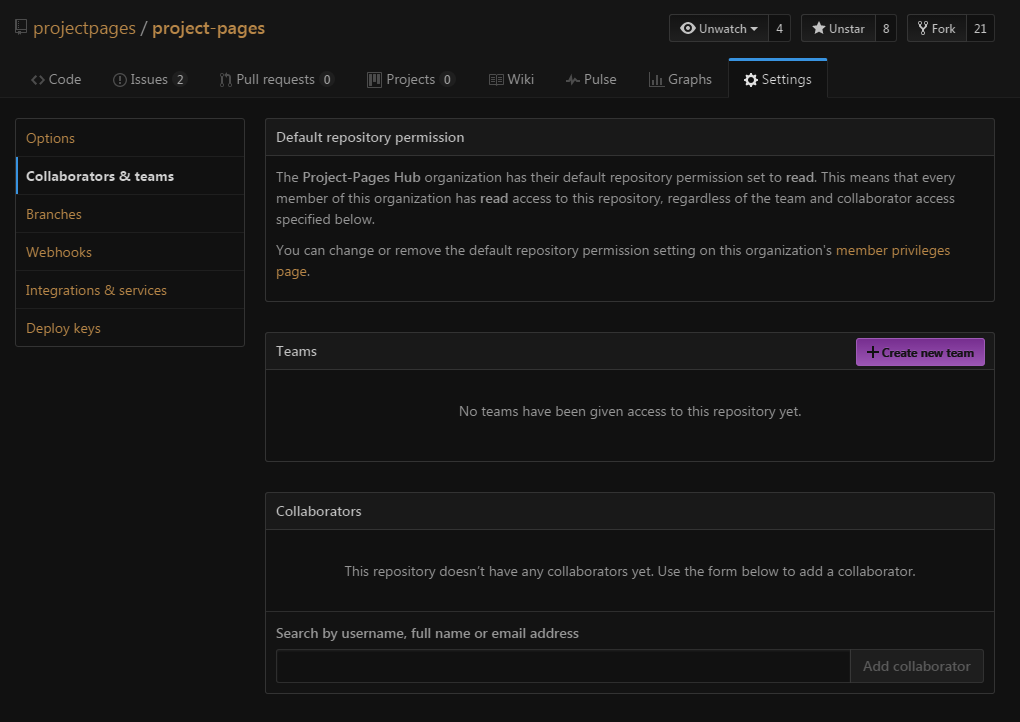 projectpages / project-pages
Unwatch 4 Unstar 8 Fork 21
Code Issues 2 Pull requests 0 Projects 0 Wiki Pulse Graphs Settings
Options
Collaborators & teams
Branches
Webhooks
Integrations & services
Deploy keys
Default repository permission
The Project-Pages Hub organization has their default repository permission set to read. This means that every
member of this organization has read access to this repository, regardless of the team and collaborator access
specified below.
You can change or remove the default repository permission setting on this organization's member privileges
page.
Teams
Create new team
No teams have been given access to this repository yet.
Collaborators
This repository doesn't have any collaborators yet. Use the form below to add a collaborator.
Search by username, full name or email address
Add collaborator